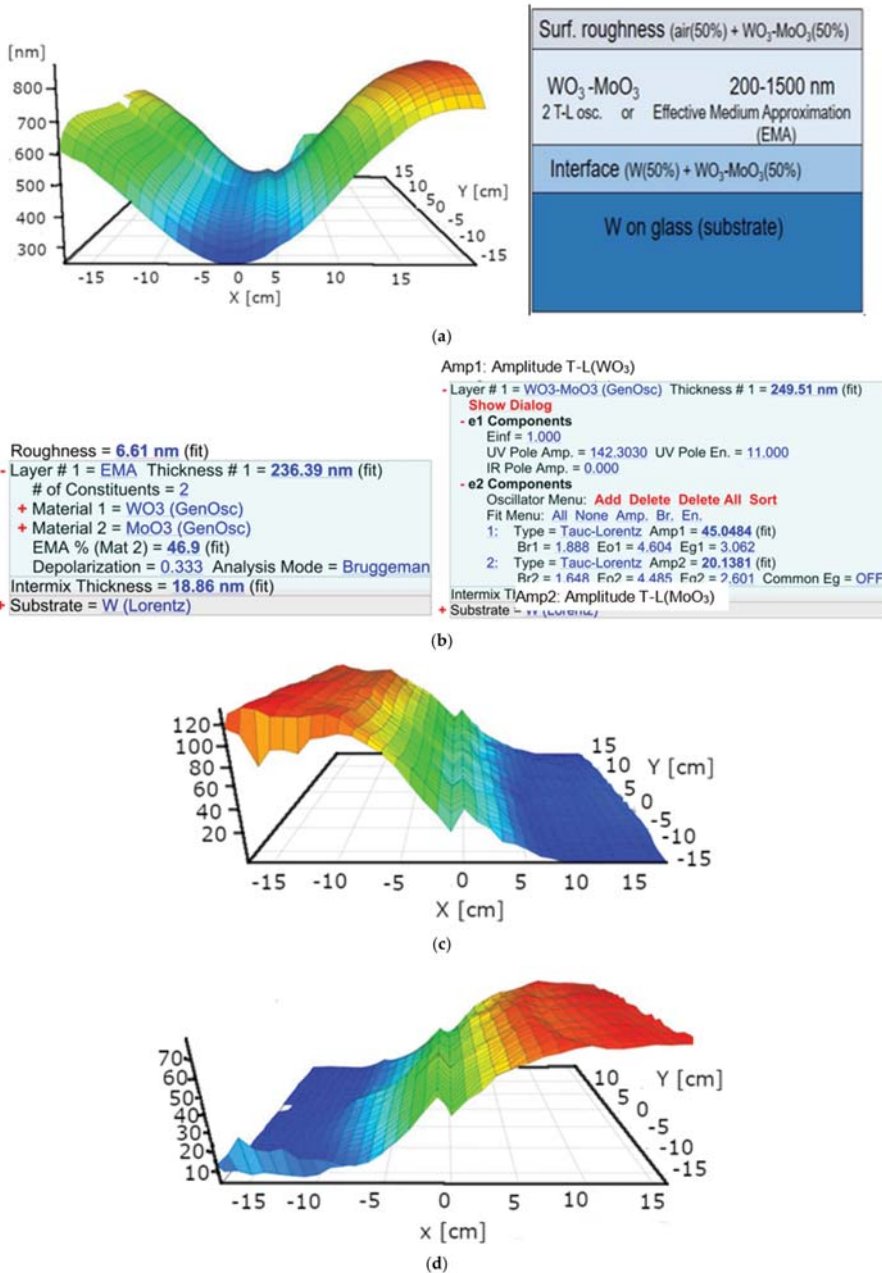 [nm]
800
700
600
500
400
300
-15
-10
-5
0
5
10
15
X [cm]
15
10
5
0
-5
-10
-15
Y [cm]
Surf. roughness (air(50%) + WO₃-MoO₃(50%)
WO₃-MoO₃ 200-1500 nm
2 T-L osc. or Effective Medium Approximation
(EMA)
Interface (W(50%) + WO₃-MoO₃(50%)
W on glass (substrate)
(a)
Roughness = 6.61 nm (fit)
- Layer # 1 = EMA Thickness # 1 = 236.39 nm (fit)
# of Constituents = 2
+ Material 1 = WO3 (GenOsc)
+ Material 2 = MoO3 (GenOsc)
EMA % (Mat 2) = 46.9 (fit)
Depolarization = 0.333 Analysis Mode = Bruggeman
Intermix Thickness = 18.86 nm (fit)
+ Substrate = W (Lorentz)
Amp1: Amplitude T-L(WO₃)
- Layer # 1 = WO3-MoO3 (GenOsc) Thickness # 1 = 249.51 nm (fit)
Show Dialog
- e1 Components
Einf = 1.000
UV Pole Amp. = 142.3030 UV Pole En. = 11.000
IR Pole Amp. = 0.000
- e2 Components
Oscillator Menu: Add Delete Delete All Sort
Fit Menu: All None Amp. Br. En.
1: Type = Tauc-Lorentz Amp1 = 45.0484 (fit)
Br1 = 1.888 Eo1 = 4.604 Eg1 = 3.062
2: Type = Tauc-Lorentz Amp2 = 20.1381 (fit)
Br2 = 1.648 Eo2 = 4.485 Eg2 = 2.601 Common Eg = OFF
Intermix Amp2: Amplitude T-L(MoO₃)
+ Substrate = W (Lorentz)
(b)
120
100
80
60
40
20
-15
-10
-5
0
5
10
15
X [cm]
15
10
5
0
-5
-10
-15
Y [cm]
(c)
70
60
50
40
30
20
10
-15
-10
-5
0
5
10
15
x [cm]
10
5
0
-5
-10
-15
Y [cm]
(d)